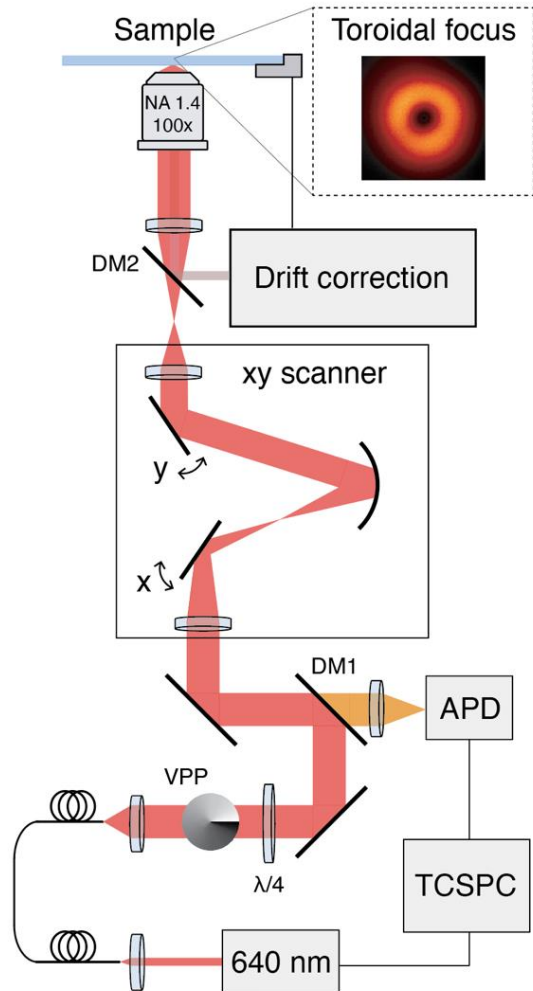 Sample
Toroidal focus
NA 1.4
100x
DM2
Drift correction
xy scanner
y
x
DM1
APD
VPP
λ/4
TCSPC
640 nm